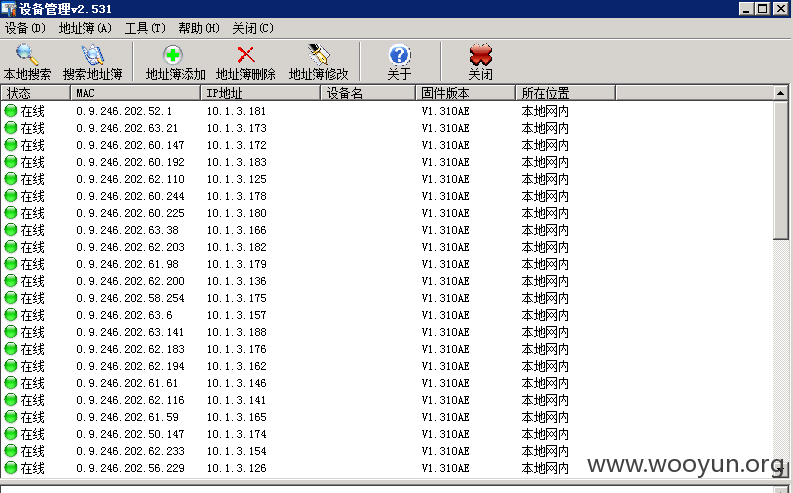 设备管理v2.531
设备(D) 地址簿(A) 工具(T) 帮助(H) 关闭(C)
本地搜索 搜索地址簿 地址簿添加 地址簿删除 地址簿修改 关于 关闭
状态 MAC IP地址 设备名 固件版本 所在位置
在线 0.9.246.202.52.1 10.1.3.181 V1.310AE 本地网内
在线 0.9.246.202.63.21 10.1.3.173 V1.310AE 本地网内
在线 0.9.246.202.60.147 10.1.3.172 V1.310AE 本地网内
在线 0.9.246.202.60.192 10.1.3.183 V1.310AE 本地网内
在线 0.9.246.202.62.110 10.1.3.125 V1.310AE 本地网内
在线 0.9.246.202.60.244 10.1.3.178 V1.310AE 本地网内
在线 0.9.246.202.60.225 10.1.3.180 V1.310AE 本地网内
在线 0.9.246.202.63.38 10.1.3.166 V1.310AE 本地网内
在线 0.9.246.202.62.203 10.1.3.182 V1.310AE 本地网内
在线 0.9.246.202.61.98 10.1.3.179 V1.310AE 本地网内
在线 0.9.246.202.62.200 10.1.3.136 V1.310AE 本地网内
在线 0.9.246.202.58.254 10.1.3.175 V1.310AE 本地网内
在线 0.9.246.202.63.6 10.1.3.157 V1.310AE 本地网内
在线 0.9.246.202.63.141 10.1.3.188 V1.310AE 本地网内
在线 0.9.246.202.62.183 10.1.3.176 V1.310AE 本地网内
在线 0.9.246.202.62.194 10.1.3.162 V1.310AE 本地网内
在线 0.9.246.202.61.61 10.1.3.146 V1.310AE 本地网内
在线 0.9.246.202.62.116 10.1.3.141 V1.310AE 本地网内
在线 0.9.246.202.61.59 10.1.3.165 V1.310AE 本地网内
在线 0.9.246.202.50.147 10.1.3.174 V1.310AE 本地网内
在线 0.9.246.202.62.233 10.1.3.154 V1.310AE 本地网内
在线 0.9.246.202.56.229 10.1.3.126 V1.310AE 本地网内
www.wooyun.org